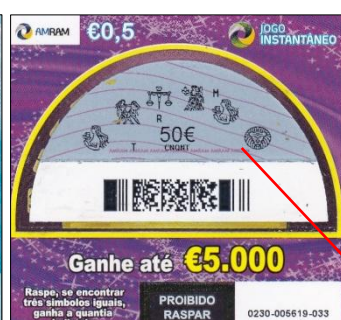 AMRAM
€0,5
JOGO
INSTANTÂNEO
H
R
50€
T
CNQNT
Ganhe até €5.000
Raspe, se encontrar
três símbolos iguais,
ganha a quantia
PROIBIDO
RASPAR
0230-005619-033